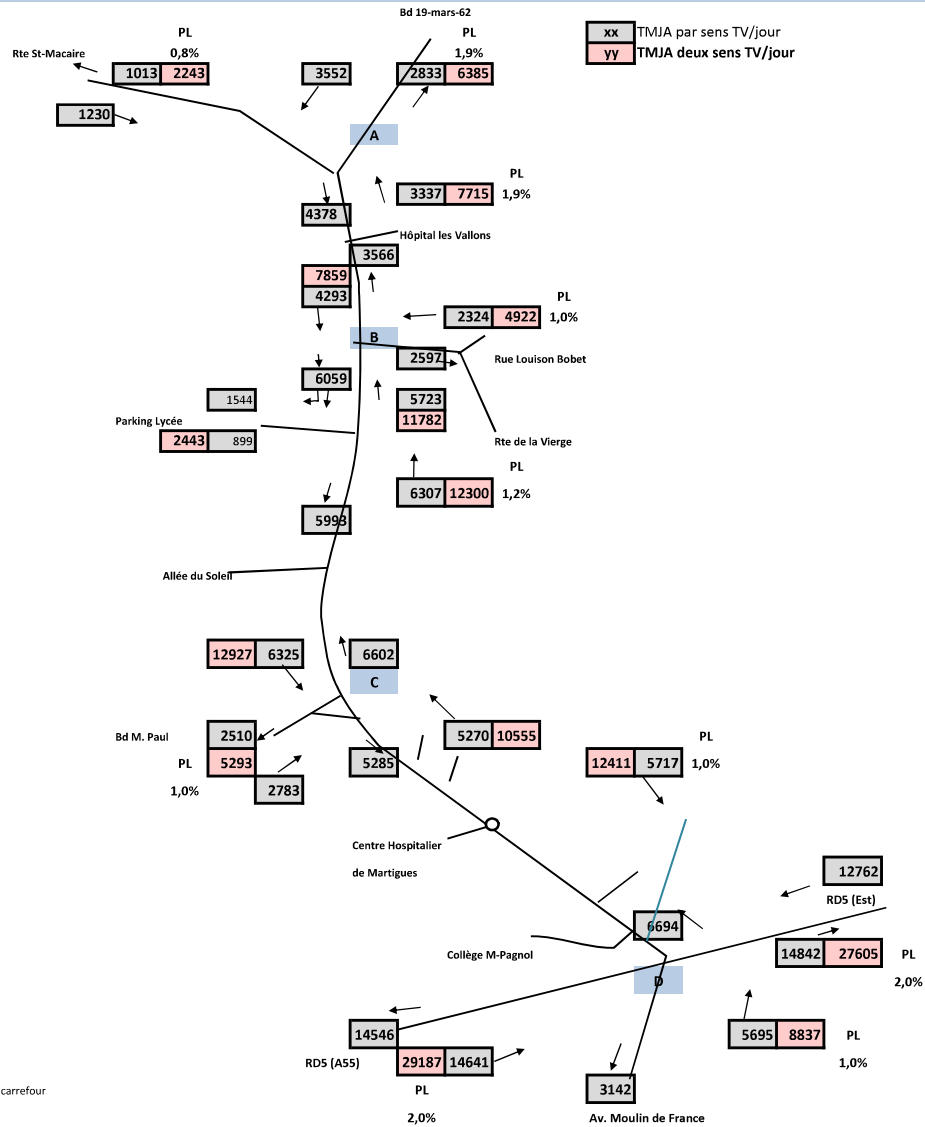 Bd 19-mars-62
xx TMJA par sens TV/jour
yy TMJA deux sens TV/jour
PL
0,8%
PL
1,9%
Rte St-Macaire
1013 2243
3552
2833 6385
1230
A
PL
3337 7715 1,9%
4378
Hôpital les Vallons
3566
7859
4293
PL
2324 4922 1,0%
B
2597
Rue Louison Bobet
6059
1544
5723
11782
Parking Lycée
2443 899
Rte de la Vierge
PL
6307 12300 1,2%
5993
Allée du Soleil
12927 6325
6602
C
Bd M. Paul
2510
5270 10555
PL
PL
5293
5285
12411 5717 1,0%
1,0%
2783
Centre Hospitalier
de Martigues
12762
RD5 (Est)
6694
Collège M-Pagnol
14842 27605 PL
2,0%
D
14546
5695 8837 PL
1,0%
RD5 (A55)
29187 14641
PL
2,0%
3142
carrefour
Av. Moulin de France